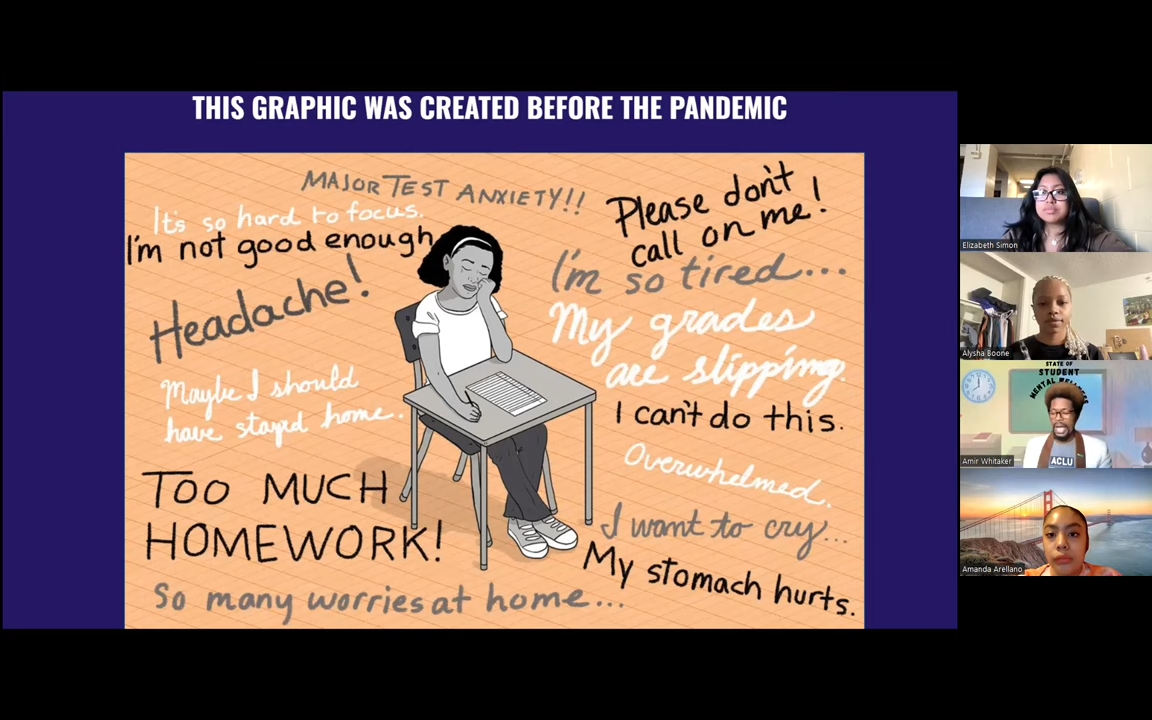 THIS GRAPHIC WAS CREATED BEFORE THE PANDEMIC
MAJOR TEST ANXIETY!!
It's so hard to focus.
I'm not good enough
Headache!
Maybe I should
have stayed home.
TOO MUCH
HOMEWORK!
So many worries at home...
Please don't
call on me!
I'm so tired...
My grades
are slipping.
I can't do this.
Overwhelmed.
I want to cry...
My stomach hurts.
Elizabeth Simon
Alysha Boone
STATE OF
STUDENT
MENTAL WELLNESS
ACLU
Amir Whitaker
Amanda Arellano